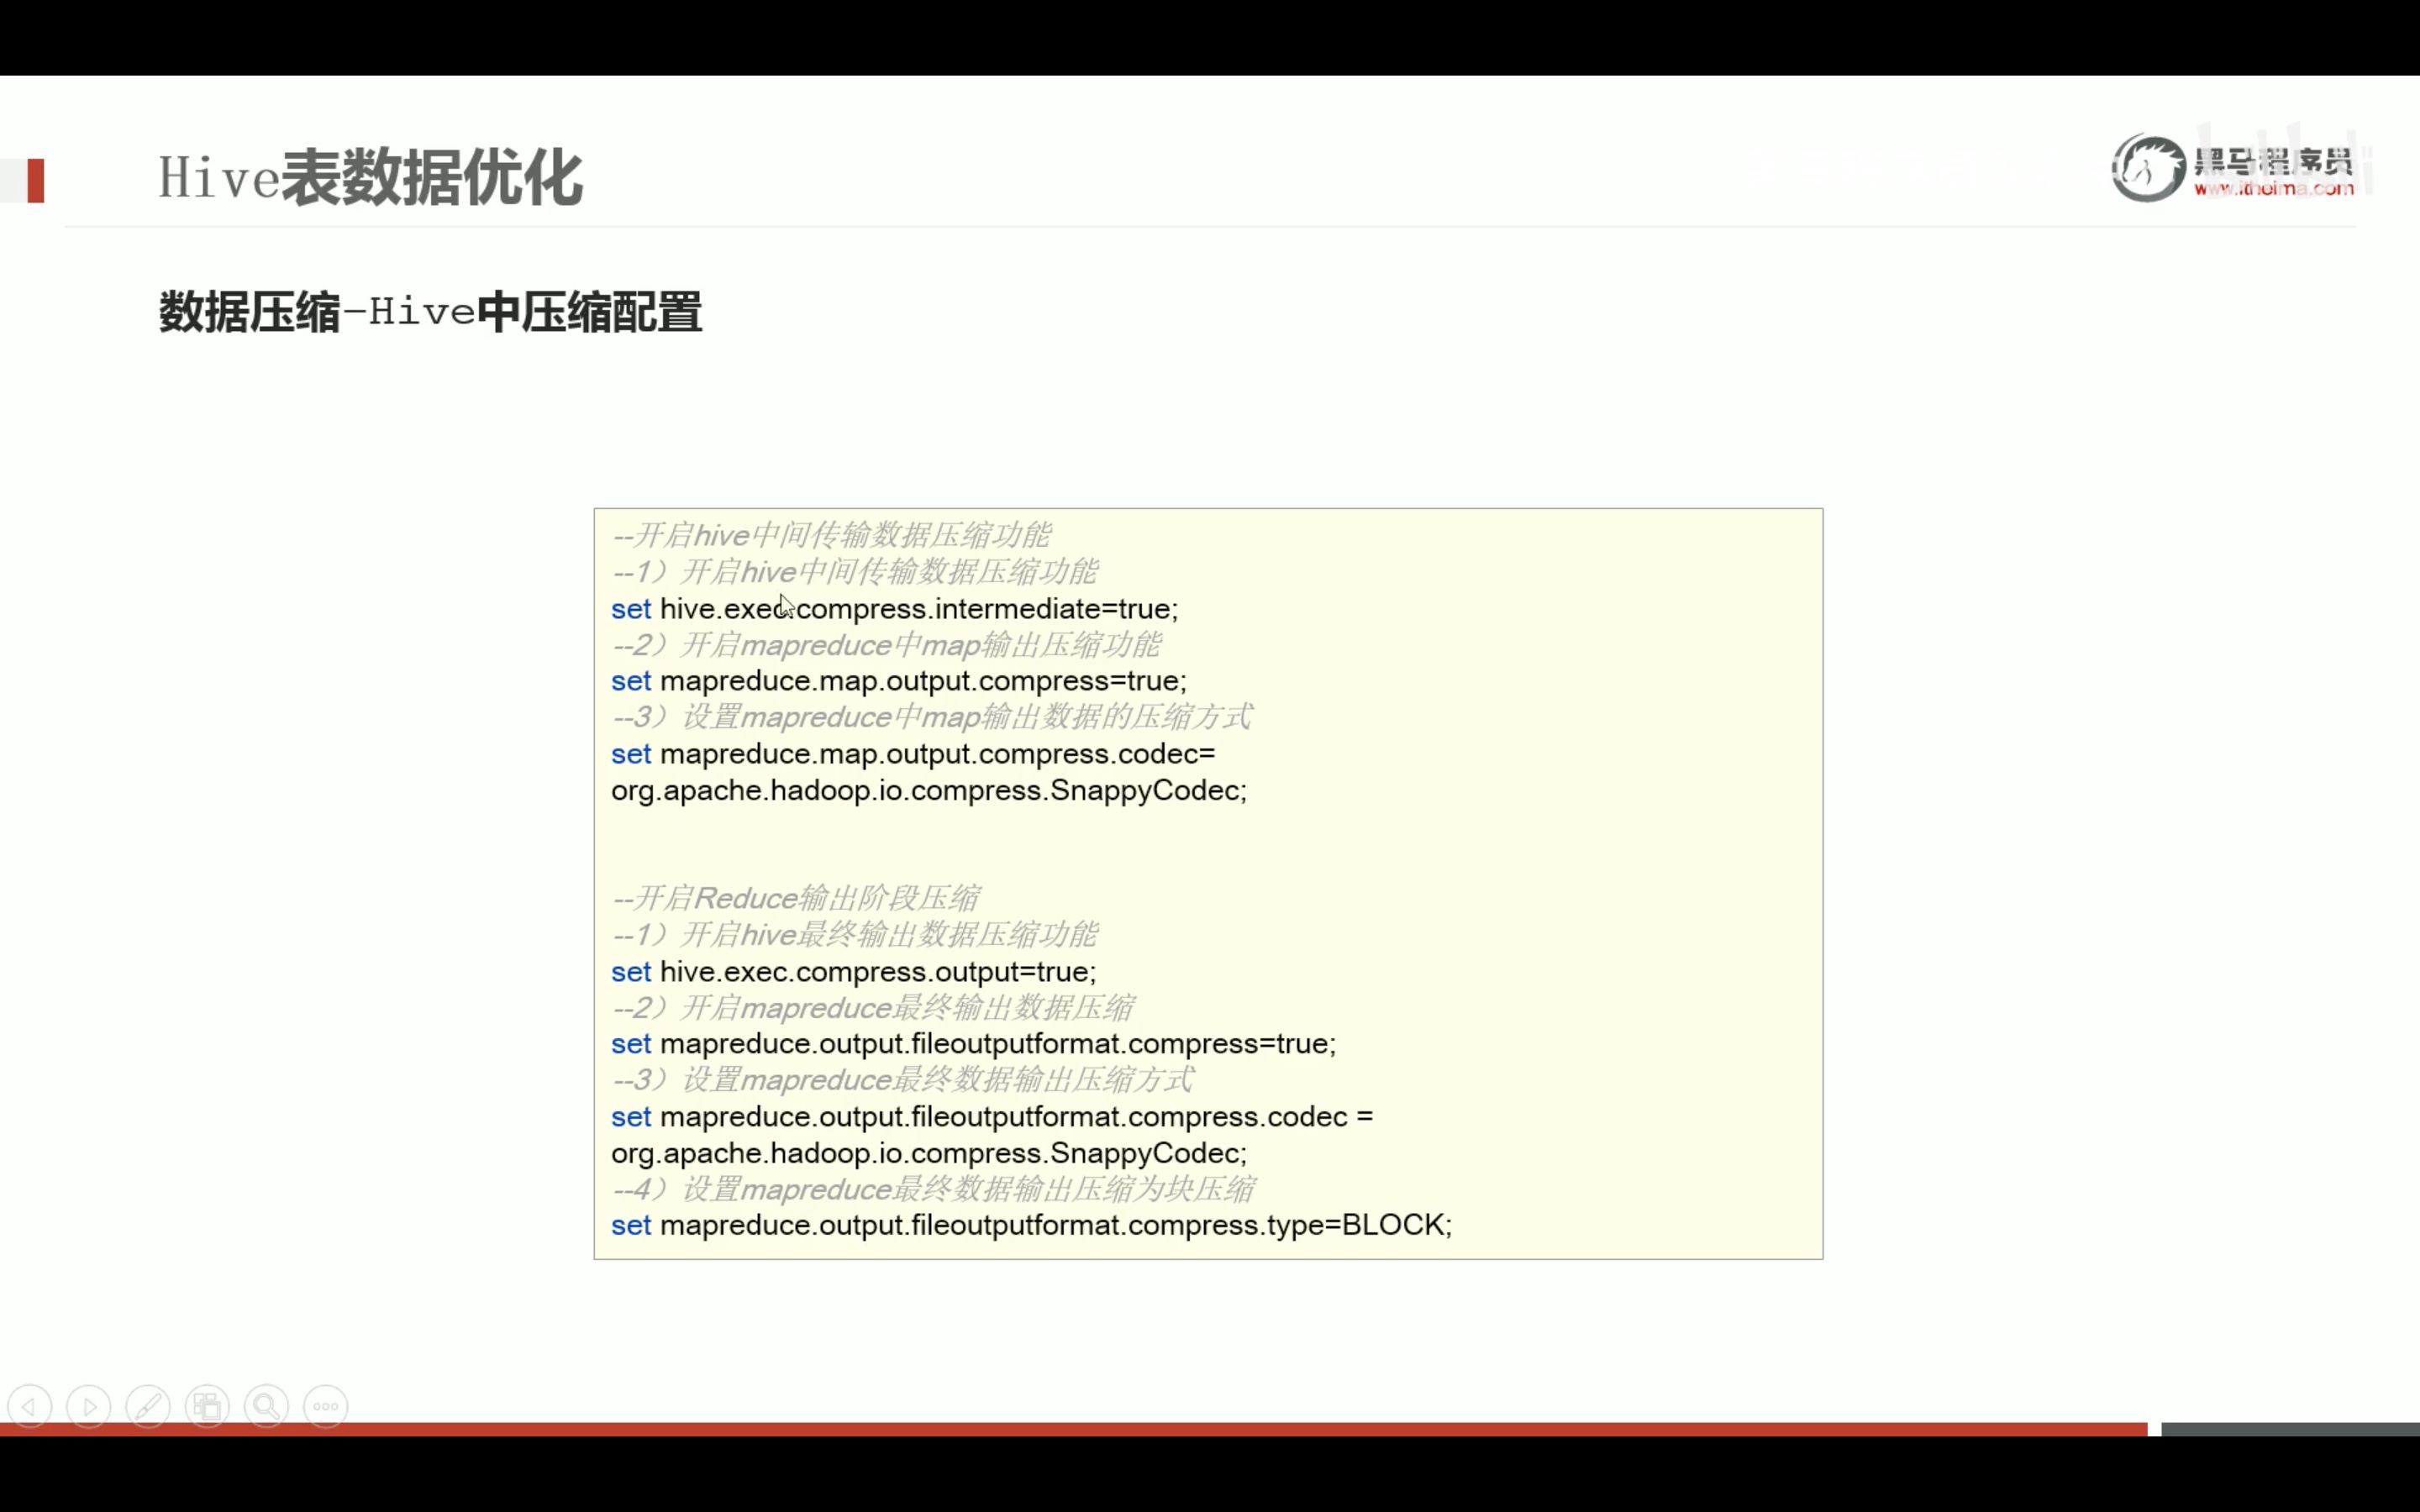 Hive表数据优化
黑马程序员
www.itheima.com
数据压缩-Hive中压缩配置
--开启hive中间传输数据压缩功能
--1）开启hive中间传输数据压缩功能
set hive.exec.compress.intermediate=true;
--2）开启mapreduce中map输出压缩功能
set mapreduce.map.output.compress=true;
--3）设置mapreduce中map输出数据的压缩方式
set mapreduce.map.output.compress.codec=
org.apache.hadoop.io.compress.SnappyCodec;
--开启Reduce输出阶段压缩
--1）开启hive最终输出数据压缩功能
set hive.exec.compress.output=true;
--2）开启mapreduce最终输出数据压缩
set mapreduce.output.fileoutputformat.compress=true;
--3）设置mapreduce最终数据输出压缩方式
set mapreduce.output.fileoutputformat.compress.codec =
org.apache.hadoop.io.compress.SnappyCodec;
--4）设置mapreduce最终数据输出压缩为块压缩
set mapreduce.output.fileoutputformat.compress.type=BLOCK;